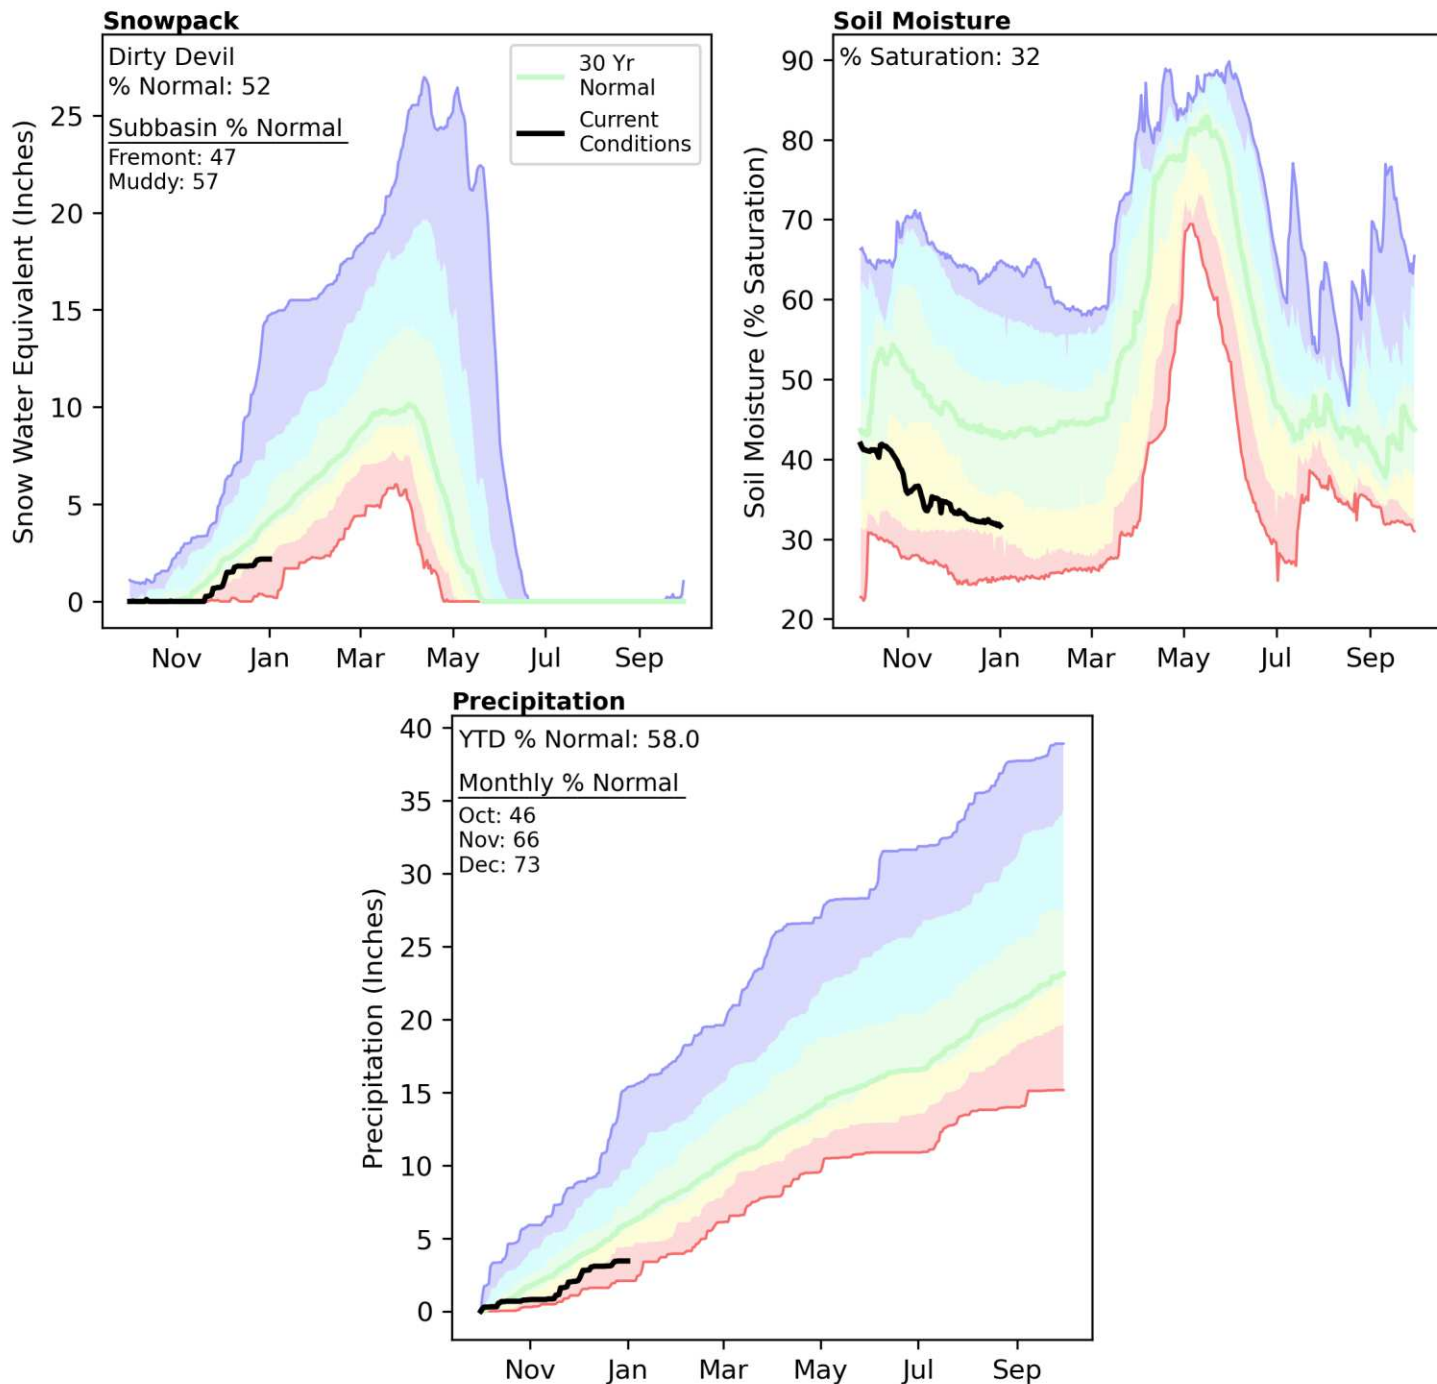 Snowpack
Dirty Devil
% Normal: 52
Subbasin % Normal
Fremont: 47
Muddy: 57
30 Yr
Normal
Current
Conditions
Snow Water Equivalent (Inches)
25
20
15
10
5
0
Nov Jan Mar May Jul Sep
Soil Moisture
% Saturation: 32
Soil Moisture (% Saturation)
90
80
70
60
50
40
30
20
Nov Jan Mar May Jul Sep
Precipitation
YTD % Normal: 58.0
Monthly % Normal
Oct: 46
Nov: 66
Dec: 73
Precipitation (Inches)
40
35
30
25
20
15
10
5
0
Nov Jan Mar May Jul Sep